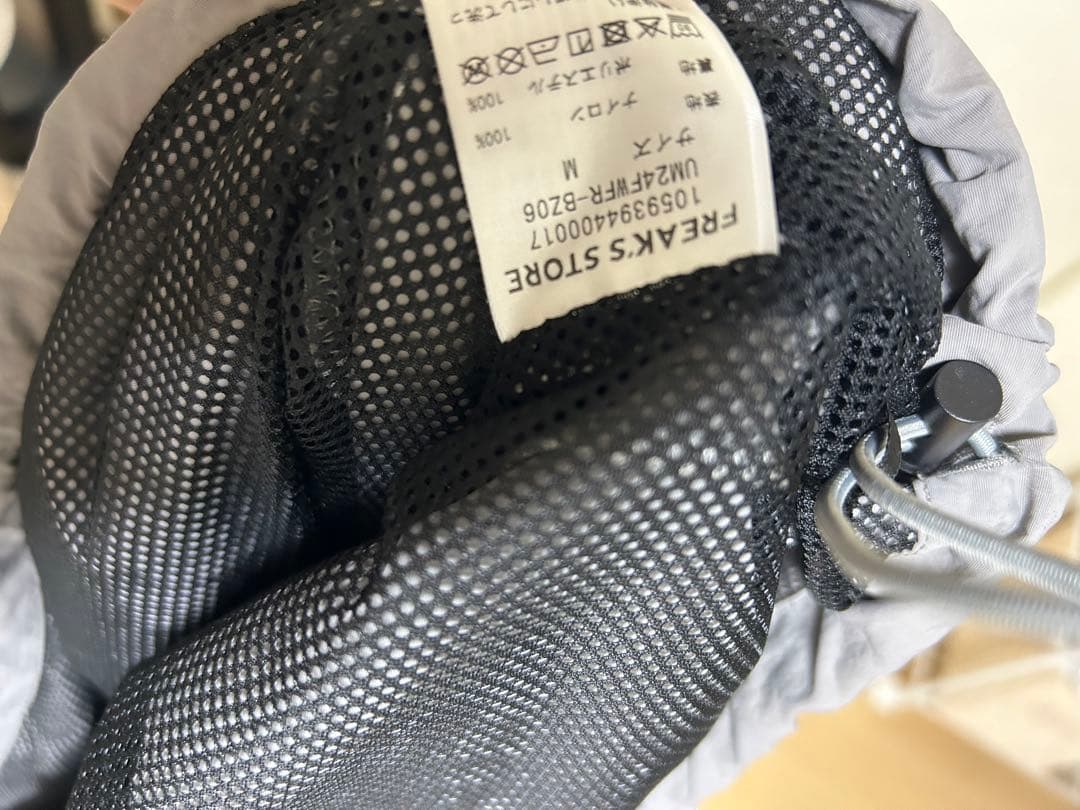 FREAK'S STORE
1059394400017
UM24FWFR-BZ06
サイズ M
表地 ナイロン 100%
裏地 ポリエステル 100%